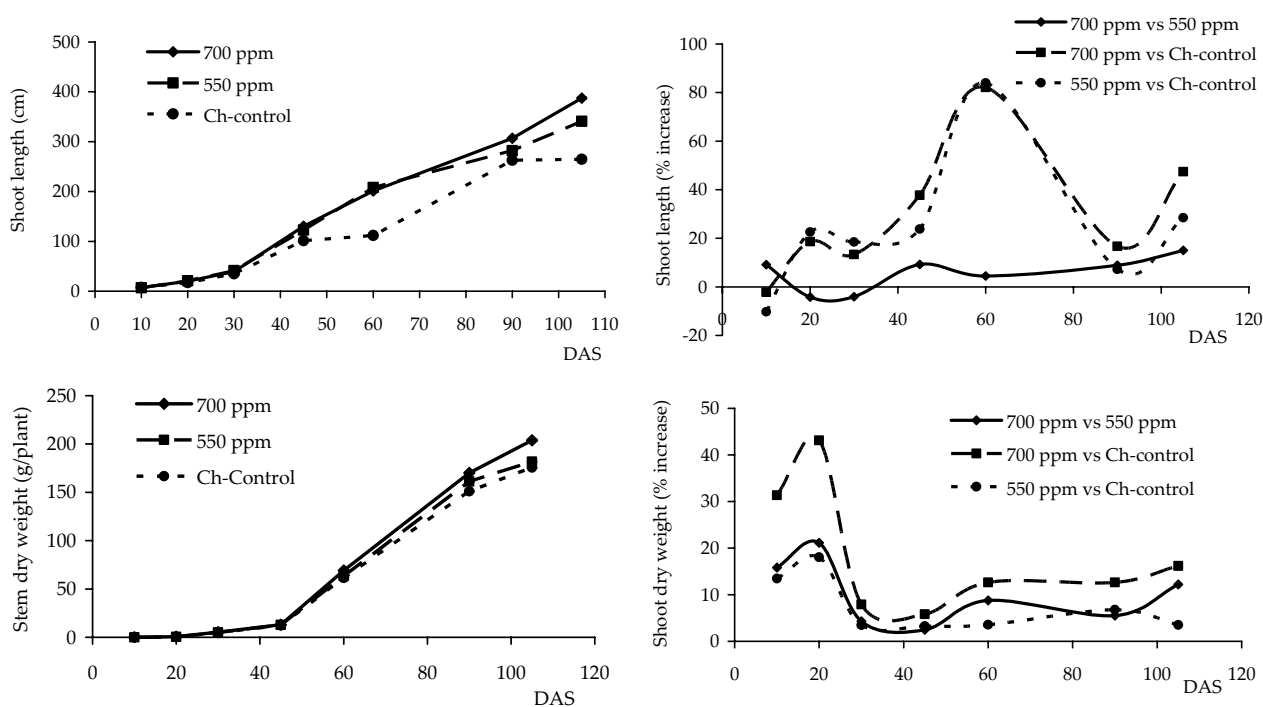 500
400
300
200
100
0
Shoot length (cm)
700 ppm
550 ppm
Ch-control
0 10 20 30 40 50 60 70 80 90 100 110
DAS
100
80
60
40
20
0
-20
Shoot length (% increase)
700 ppm vs 550 ppm
700 ppm vs Ch-control
550 ppm vs Ch-control
0 20 40 60 80 100 120
DAS
250
200
150
100
50
0
Stem dry weight (g/plant)
700 ppm
550 ppm
Ch-Control
0 20 40 60 80 100 120
DAS
50
40
30
20
10
0
Shoot dry weight (% increase)
700 ppm vs 550 ppm
700 ppm vs Ch-control
550 ppm vs Ch-control
0 20 40 60 80 100 120
DAS